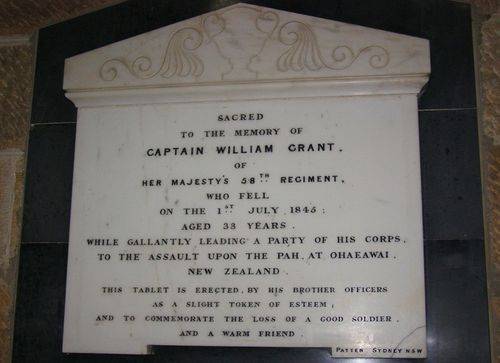 SACRED
TO THE MEMORY OF
CAPTAIN WILLIAM GRANT.
OF
HER MAJESTY'S 58TH REGIMENT,
WHO FELL
ON THE 1ST JULY 1845;
AGED 33 YEARS.
WHILE GALLANTLY LEADING A PARTY OF HIS CORPS,
TO THE ASSAULT UPON THE PAH, AT OHAEAWAI.
NEW ZEALAND.
THIS TABLET IS ERECTED, BY HIS BROTHER OFFICERS
AS A SLIGHT TOKEN OF ESTEEM;
AND TO COMMEMORATE THE LOSS OF A GOOD SOLDIER.
AND A WARM FRIEND.
PATTEN SYDNEY NSW